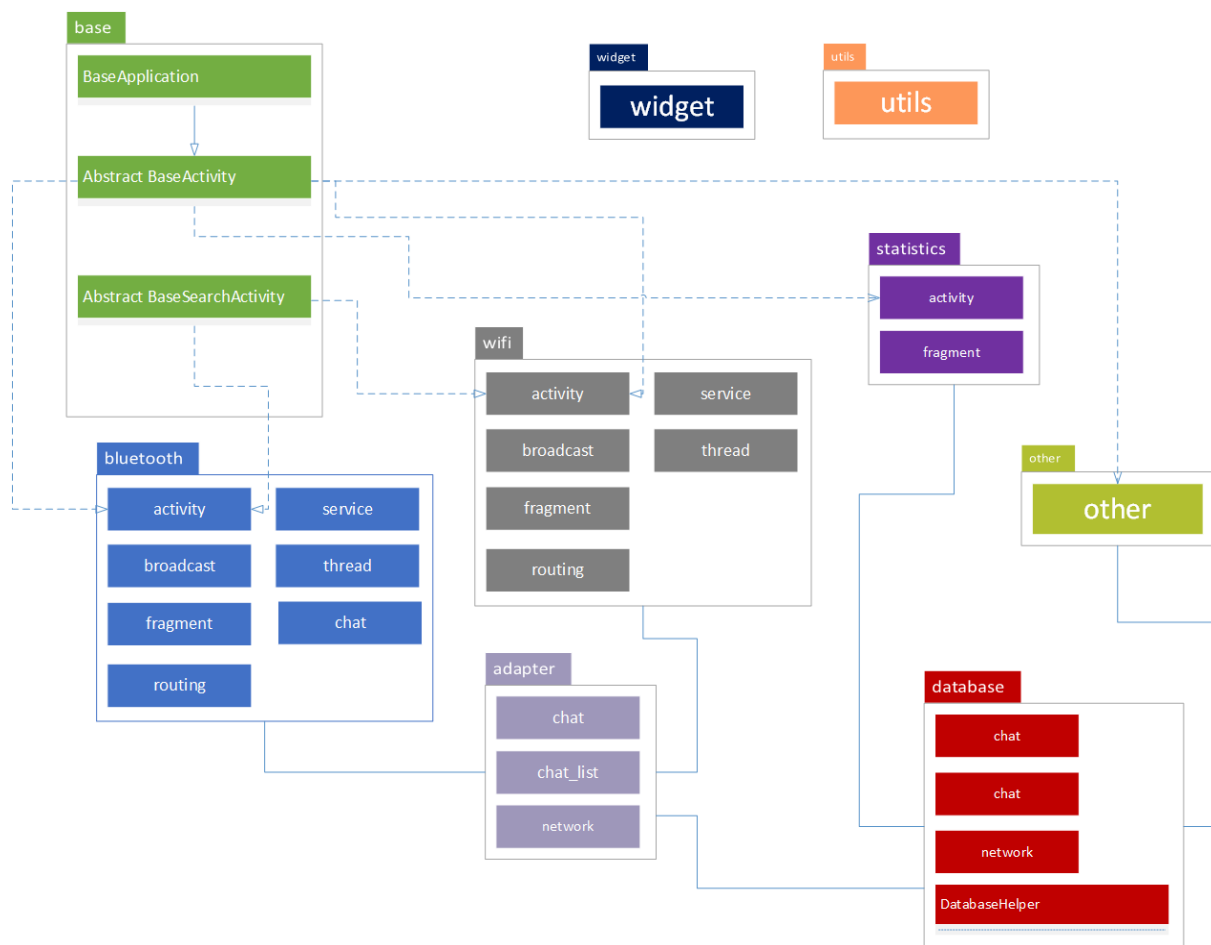 base
BaseApplication
Abstract BaseActivity
Abstract BaseSearchActivity
widget
widget
utils
utils
statistics
activity
fragment
wifi
activity
service
broadcast
thread
fragment
routing
bluetooth
activity
service
broadcast
thread
fragment
chat
routing
other
other
adapter
chat
chat_list
network
database
chat
chat
network
DatabaseHelper